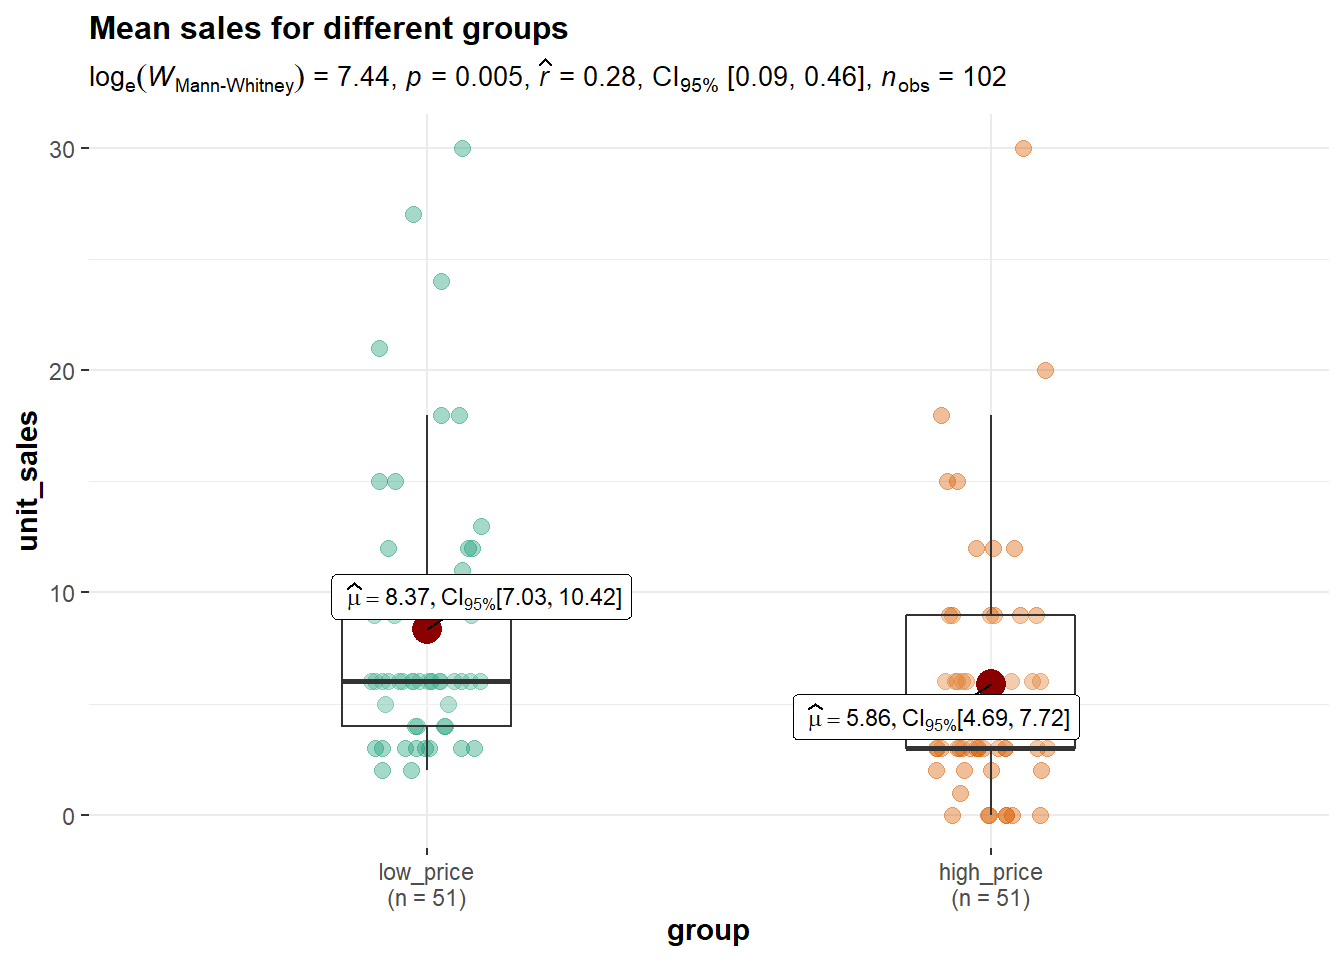 Mean sales for different groups
logₑ(W Mann-Whitney) = 7.44, p = 0.005, r̂ = 0.28, CI95% [0.09, 0.46], nobs = 102
30
20
10
0
unit_sales
μ̂ = 8.37, CI95%[7.03, 10.42]
μ̂ = 5.86, CI95%[4.69, 7.72]
low_price
(n = 51)
high_price
(n = 51)
group